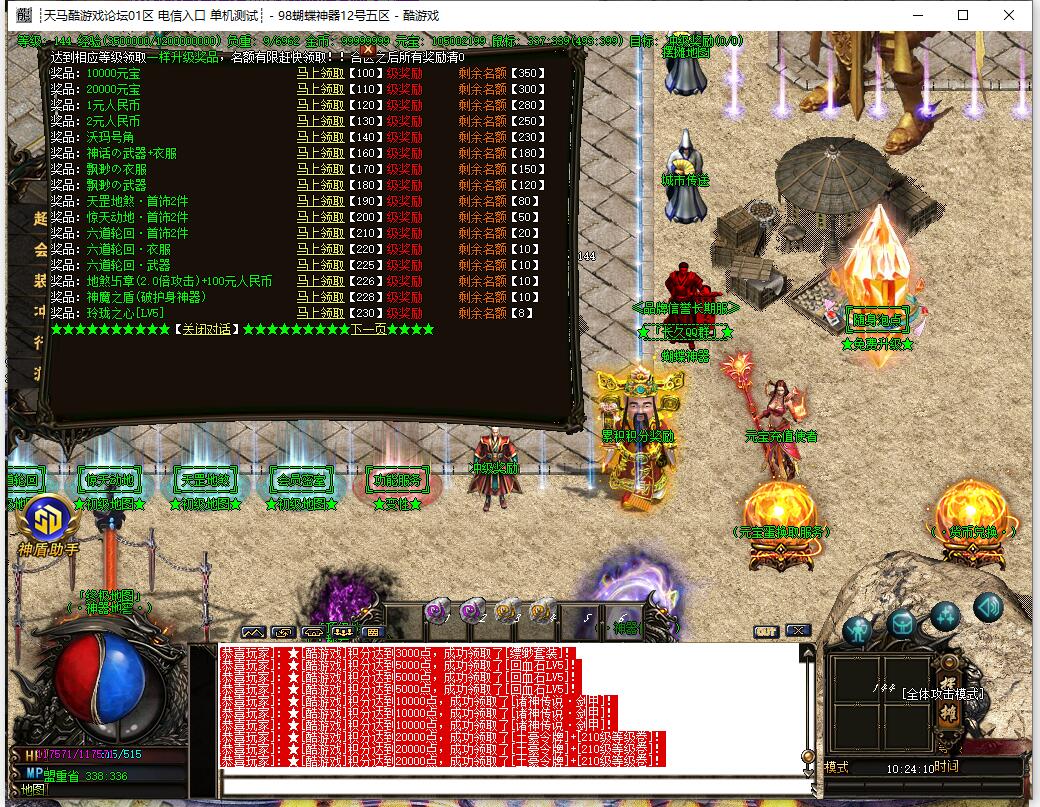 [天马酷游戏论坛01区 电信入口 单机测试] - 98蝴蝶神器12号五区 - 酷游戏
达到相应等级领取一样升级奖品，名额有限赶快领取！
奖品：10000元宝 马上领取【100】级奖励 剩余名额【350】
奖品：20000元宝 马上领取【110】级奖励 剩余名额【300】
奖品：1元人民币 马上领取【120】级奖励 剩余名额【280】
奖品：2元人民币 马上领取【130】级奖励 剩余名额【250】
奖品：沃玛号角 马上领取【140】级奖励 剩余名额【230】
奖品：神话の武器+衣服 马上领取【160】级奖励 剩余名额【180】
奖品：飘渺の衣服 马上领取【170】级奖励 剩余名额【150】
奖品：飘渺の武器 马上领取【180】级奖励 剩余名额【120】
奖品：天罡地煞·首饰2件 马上领取【190】级奖励 剩余名额【80】
奖品：惊天动地·首饰2件 马上领取【200】级奖励 剩余名额【50】
奖品：六道轮回·首饰2件 马上领取【210】级奖励 剩余名额【20】
奖品：六道轮回·衣服 马上领取【220】级奖励 剩余名额【10】
奖品：六道轮回·武器 马上领取【225】级奖励 剩余名额【10】
奖品：地煞勋章(2.0倍攻击)+100元人民币 马上领取【226】级奖励 剩余名额【10】
奖品：神魔之盾(破护身神器) 马上领取【228】级奖励 剩余名额【10】
奖品：玲珑之心[LV5] 马上领取【230】级奖励 剩余名额【8】
★★★★★★★★★★【关闭对话】★★★★★★★★★下一页★★★★
摆摊地图
城市传送
<品牌信誉长期服>
★『长久QQ群』★
蝴蝶神器
随身泡点
★免费升级★
累积积分奖励
元宝充值使者
冲级奖励
惊天动地
★初级地图★
天罡地煞
★初级地图★
会员密室
★初级地图★
功能服务
★变性★
神盾助手
(元宝蛋换取服务)
(·货币兑换·)
「终极地图」
(·神器地宫·)
恭喜玩家]：★[酷游戏]积分达到3000点，成功领取了[缥缈套装]！
恭喜玩家]：★[酷游戏]积分达到5000点，成功领取了[回血石LV5]！
恭喜玩家]：★[酷游戏]积分达到5000点，成功领取了[回血石LV5]！
恭喜玩家]：★[酷游戏]积分达到5000点，成功领取了[回血石LV5]！
恭喜玩家]：★[酷游戏]积分达到10000点，成功领取了[诸神传说·剑甲]！
恭喜玩家]：★[酷游戏]积分达到10000点，成功领取了[诸神传说·剑甲]！
恭喜玩家]：★[酷游戏]积分达到10000点，成功领取了[诸神传说·剑甲]！
恭喜玩家]：★[酷游戏]积分达到20000点，成功领取了[土豪令牌]+[210级等级卷]！
恭喜玩家]：★[酷游戏]积分达到20000点，成功领取了[土豪令牌]+[210级等级卷]！
恭喜玩家]：★[酷游戏]积分达到20000点，成功领取了[土豪令牌]+[210级等级卷]！
144
[全体攻击模式]
MP
盟重省 338:336
地图
模式 10:24:10 时间